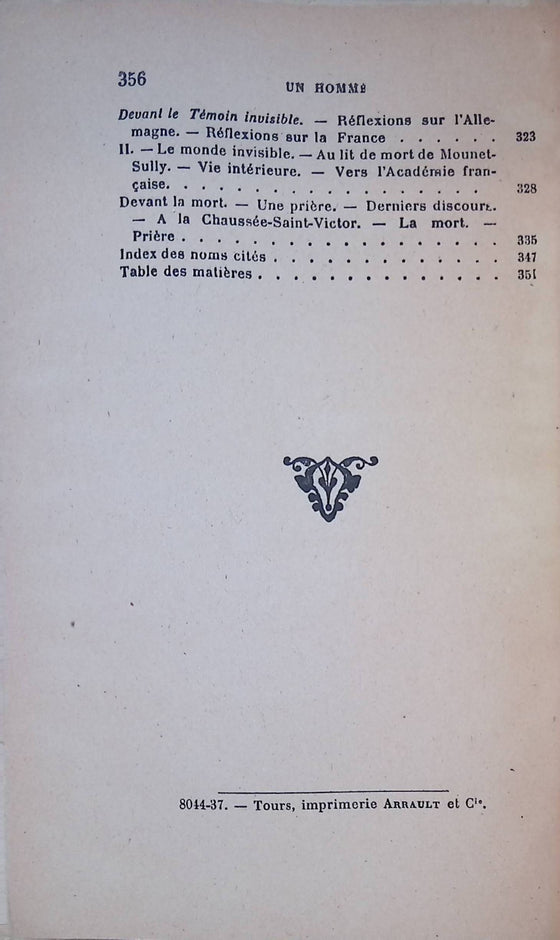 356
UN HOMME
Devant le Témoin invisible. — Réflexions sur l'Alle-
magne. — Réflexions sur la France . . . . . . 323
II. — Le monde invisible. — Au lit de mort de Mounet-
Sully. — Vie intérieure. — Vers l'Académie fran-
çaise. . . . . . . . . . . . . . . . . . 328
Devant la mort. — Une prière. — Derniers discours.
— A la Chaussée-Saint-Victor. — La mort. —
Prière . . . . . . . . . . . . . . . . . . 335
Index des noms cités . . . . . . . . . . . . . 347
Table des matières . . . . . . . . . . . . . . 351
8044-37. — Tours, imprimerie ARRAULT et Cie.